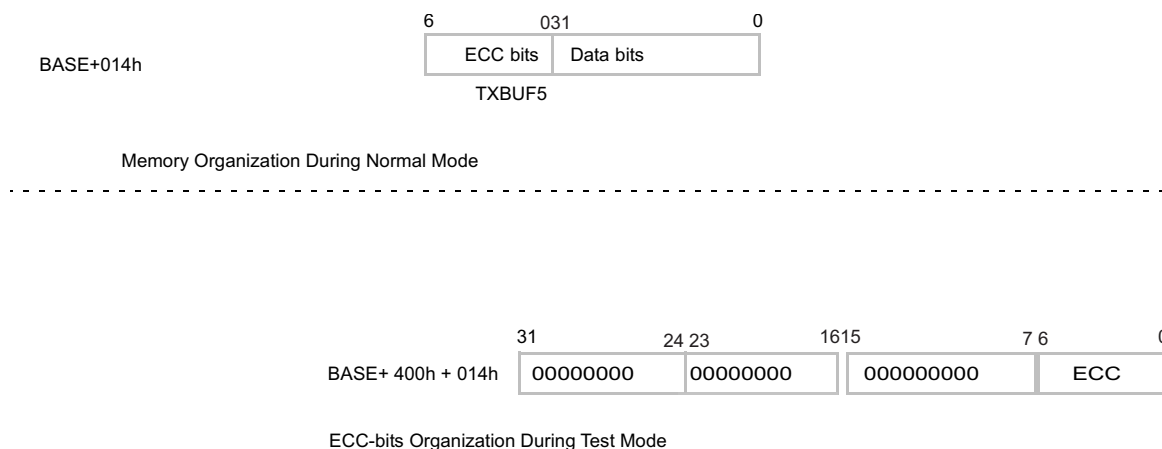 6 031 0
BASE+014h ECC bits Data bits
TXBUF5
Memory Organization During Normal Mode
31 24 23 1615 7 6 0
BASE+ 400h + 014h 00000000 00000000 000000000 ECC
ECC-bits Organization During Test Mode